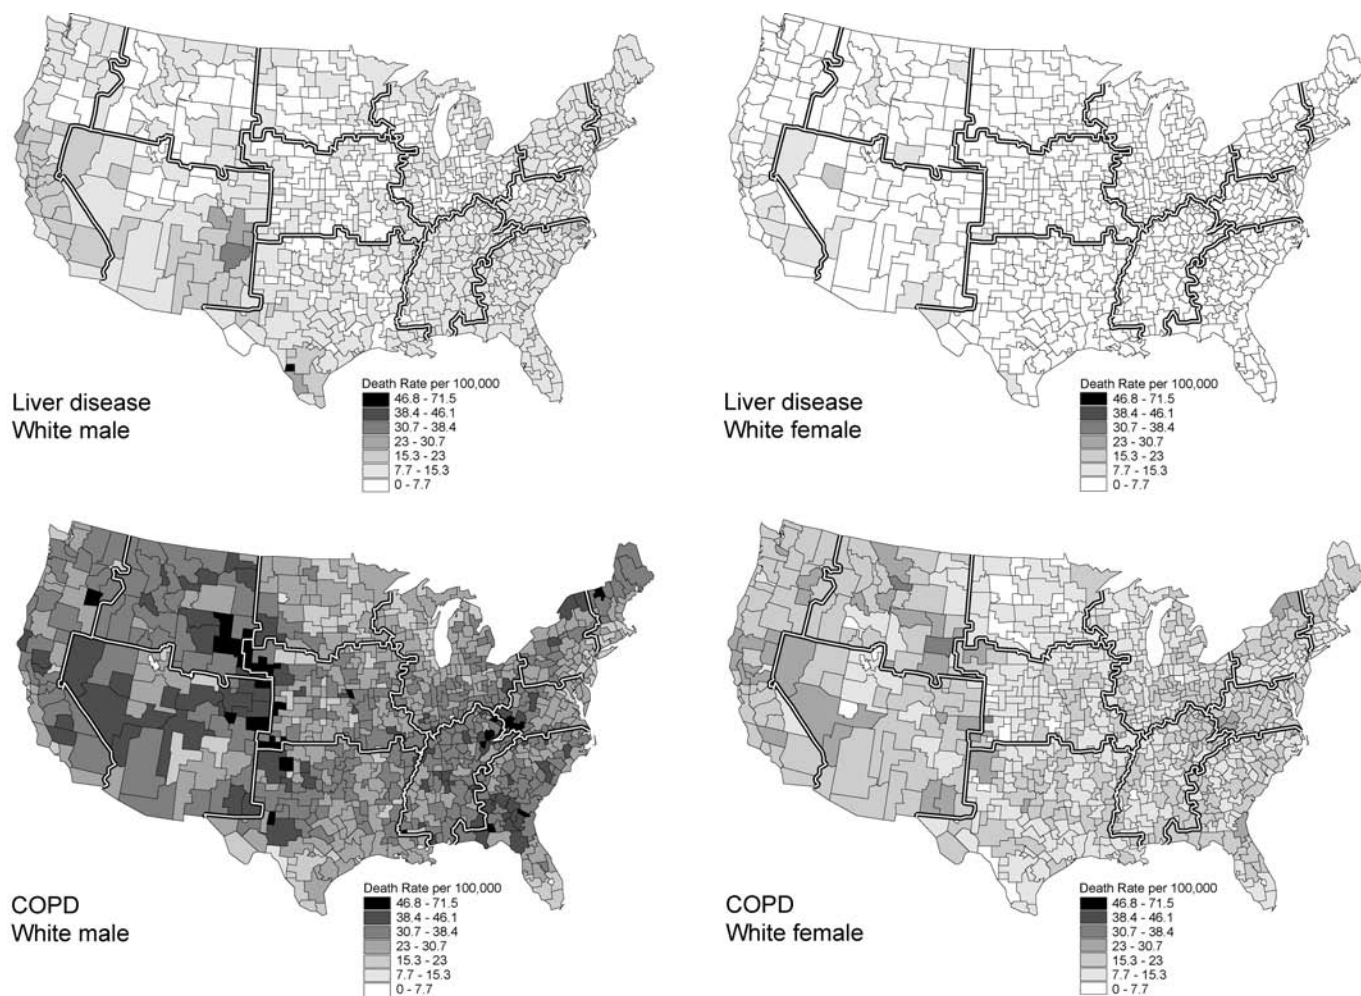 Liver disease
White male
Death Rate per 100,000
46.8 - 71.5
38.4 - 46.1
30.7 - 38.4
23 - 30.7
15.3 - 23
7.7 - 15.3
0 - 7.7
Liver disease
White female
Death Rate per 100,000
46.8 - 71.5
38.4 - 46.1
30.7 - 38.4
23 - 30.7
15.3 - 23
7.7 - 15.3
0 - 7.7
COPD
White male
Death Rate per 100,000
46.8 - 71.5
38.4 - 46.1
30.7 - 38.4
23 - 30.7
15.3 - 23
7.7 - 15.3
0 - 7.7
COPD
White female
Death Rate per 100,000
46.8 - 71.5
38.4 - 46.1
30.7 - 38.4
23 - 30.7
15.3 - 23
7.7 - 15.3
0 - 7.7